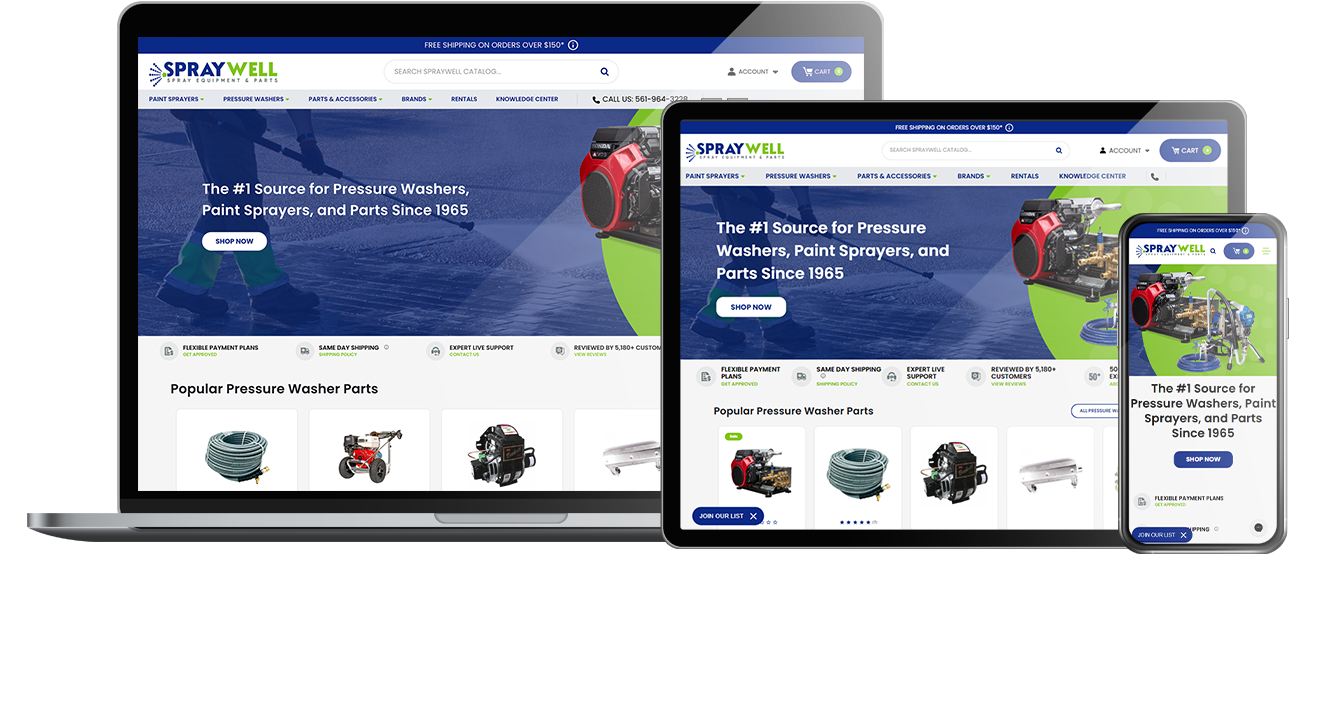 FREE SHIPPING ON ORDERS OVER $150*
SPRAYWELL
SPRAY EQUIPMENT & PARTS
SEARCH SPRAYWELL CATALOG...
ACCOUNT
CART 0
PAINT SPRAYERS
PRESSURE WASHERS
PARTS & ACCESSORIES
BRANDS
RENTALS
KNOWLEDGE CENTER
CALL US: 561-964-3228
The #1 Source for Pressure Washers,
Paint Sprayers, and Parts Since 1965
SHOP NOW
FLEXIBLE PAYMENT PLANS
GET APPROVED
SAME DAY SHIPPING
SHIPPING POLICY
EXPERT LIVE SUPPORT
CONTACT US
REVIEWED BY 5,180+ CUSTOM
VIEW REVIEWS
Popular Pressure Washer Parts
FREE SHIPPING ON ORDERS OVER $150*
SPRAYWELL
SPRAY EQUIPMENT & PARTS
SEARCH SPRAYWELL CATALOG...
ACCOUNT
CART 0
PAINT SPRAYERS
PRESSURE WASHERS
PARTS & ACCESSORIES
BRANDS
RENTALS
KNOWLEDGE CENTER
The #1 Source for Pressure
Washers, Paint Sprayers, and
Parts Since 1965
SHOP NOW
FLEXIBLE PAYMENT
PLANS
GET APPROVED
SAME DAY SHIPPING
SHIPPING POLICY
EXPERT LIVE
SUPPORT
CONTACT US
REVIEWED BY 5,180+
CUSTOMERS
VIEW REVIEWS
50+
50
EX
Popular Pressure Washer Parts
ALL PRESSURE WA
Sale
JOIN OUR LIST
FREE SHIPPING ON ORDERS OVER $150*
SPRAYWELL
SPRAY EQUIPMENT & PARTS
The #1 Source for
Pressure Washers, Paint
Sprayers, and Parts
Since 1965
SHOP NOW
FLEXIBLE PAYMENT PLANS
GET APPROVED
HIPPING
JOIN OUR LIST